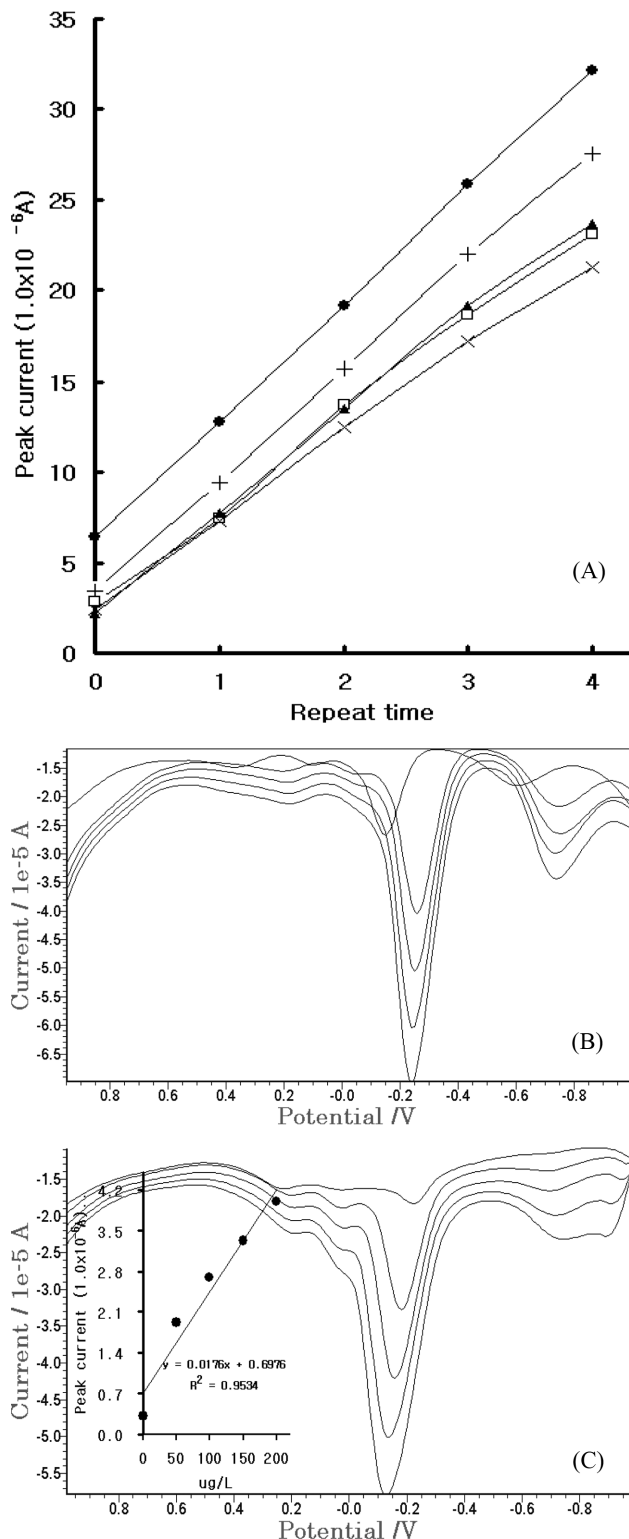 35
30
25
20
15
10
5
0
Peak current (1.0x10 -6A)
0 1 2 3 4
Repeat time
(A)
-1.5
-2.0
-2.5
-3.0
-3.5
-4.0
-4.5
-5.0
-5.5
-6.0
-6.5
Current / 1e-5 A
(B)
0.8 0.6 0.4 0.2 -0.0 -0.2 -0.4 -0.6 -0.8
Potential /V
-1.5
-2.0
-2.5
-3.0
-3.5
-4.0
-4.5
-5.0
-5.5
Current / 1e-5 A
4.2
3.5
2.8
2.1
1.4
0.7
0.0
Peak current (1.0x10-6A)
y = 0.0176x + 0.6976
R2 = 0.9534
0 50 100 150 200
ug/L
(C)
0.8 0.6 0.4 0.2 -0.0 -0.2 -0.4 -0.6 -0.8
Potential /V